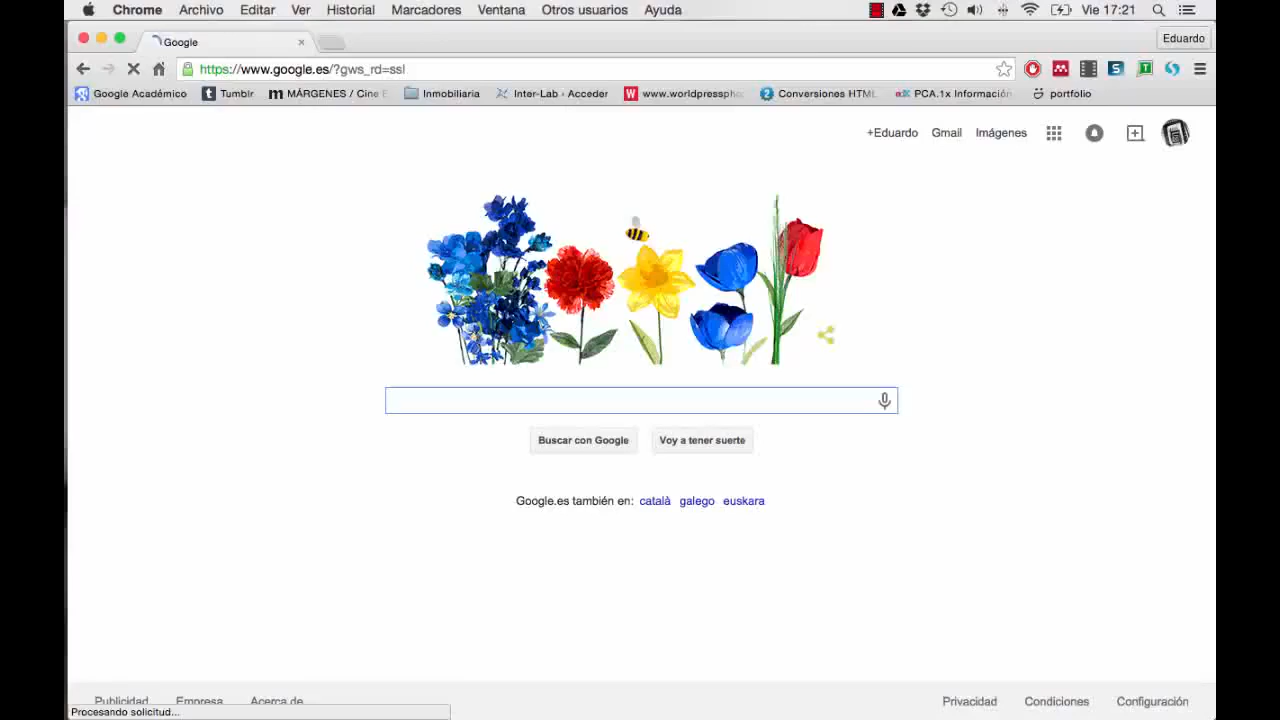 Chrome Archivo Editar Ver Historial Marcadores Ventana Otros usuarios Ayuda Vie 17:21
Google Eduardo
https://www.google.es/?gws_rd=ssl
Google Académico Tumblr MÁRGENES / Cine Inmobiliaria Inter-Lab › Acceder www.worldpresspho Conversiones HTML PCA.1x Información portfolio
+Eduardo Gmail Imágenes
Buscar con Google Voy a tener suerte
Google.es también en: català galego euskara
Publicidad Empresa Acerca de Privacidad Condiciones Configuración
Procesando solicitud...